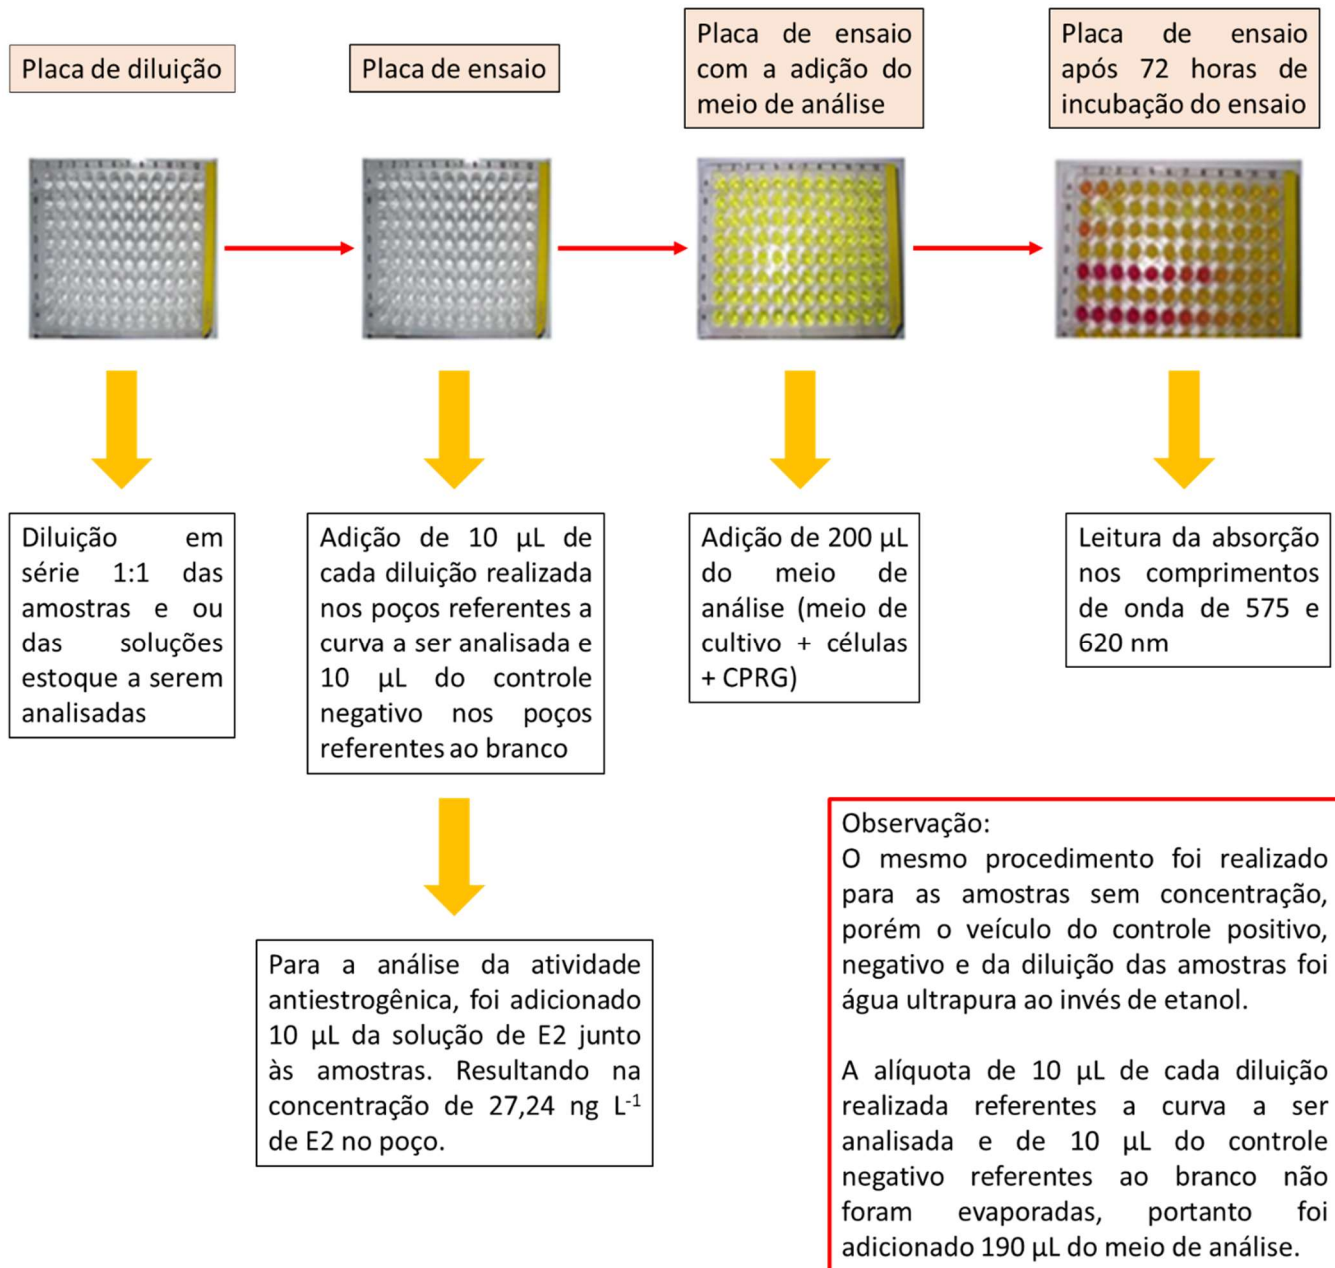 Placa de diluição
Placa de ensaio
Placa de ensaio
com a adição do
meio de análise
Placa de ensaio
após 72 horas de
incubação do ensaio
Diluição em
série 1:1 das
amostras e ou
das soluções
estoque a serem
analisadas
Adição de 10 µL de
cada diluição realizada
nos poços referentes a
curva a ser analisada e
10 µL do controle
negativo nos poços
referentes ao branco
Adição de 200 µL
do meio de
análise (meio de
cultivo + células
+ CPRG)
Leitura da absorção
nos comprimentos
de onda de 575 e
620 nm
Para a análise da atividade
antiestrogênica, foi adicionado
10 µL da solução de E2 junto
às amostras. Resultando na
concentração de 27,24 ng L⁻¹
de E2 no poço.
Observação:
O mesmo procedimento foi realizado
para as amostras sem concentração,
porém o veículo do controle positivo,
negativo e da diluição das amostras foi
água ultrapura ao invés de etanol.
A alíquota de 10 µL de cada diluição
realizada referentes a curva a ser
analisada e de 10 µL do controle
negativo referentes ao branco não
foram evaporadas, portanto foi
adicionado 190 µL do meio de análise.